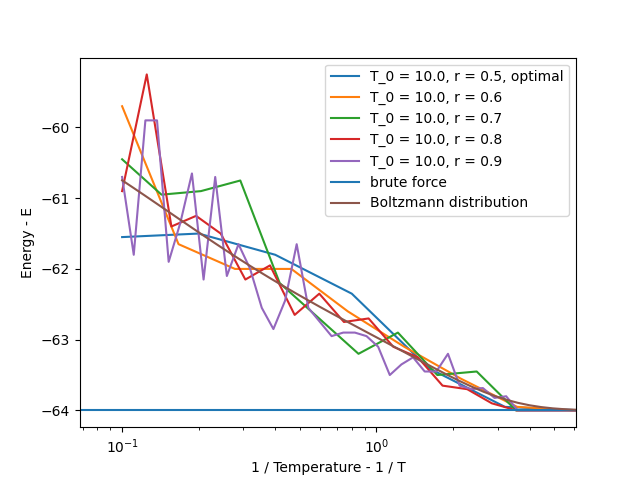 T_0 = 10.0, r = 0.5, optimal
T_0 = 10.0, r = 0.6
T_0 = 10.0, r = 0.7
T_0 = 10.0, r = 0.8
T_0 = 10.0, r = 0.9
brute force
Boltzmann distribution
Energy - E
−60
−61
−62
−63
−64
10⁻¹
10⁰
1 / Temperature - 1 / T